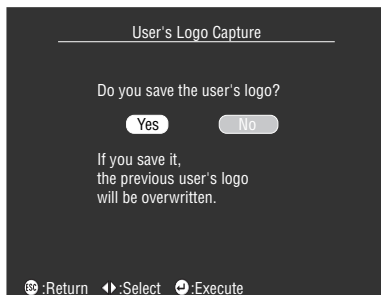 User's Logo Capture
Do you save the user's logo?
Yes No
If you save it,
the previous user's logo
will be overwritten.
ESC :Return :Select :Execute